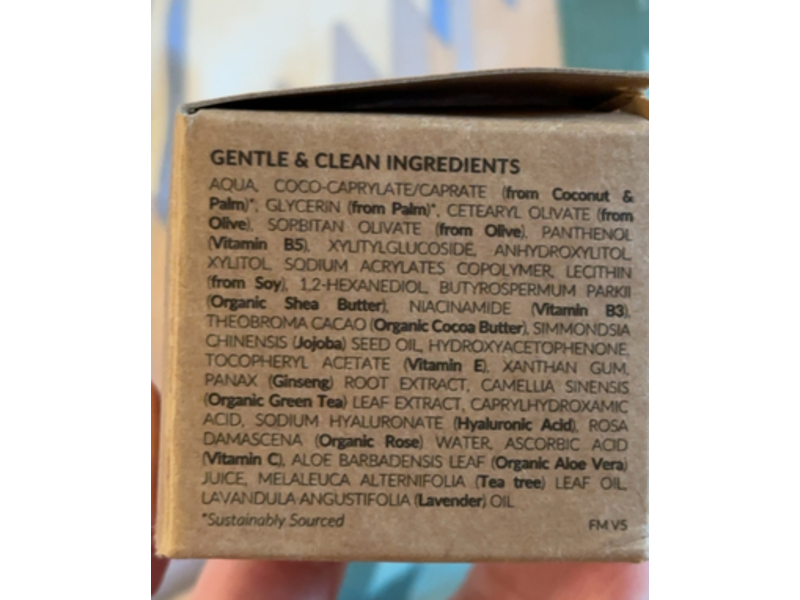 GENTLE & CLEAN INGREDIENTS
AQUA, COCO-CAPRYLATE/CAPRATE (from Coconut &
Palm)*, GLYCERIN (from Palm)*, CETEARYL OLIVATE (from
Olive), SORBITAN OLIVATE (from Olive), PANTHENOL
(Vitamin B5), XYLITYLGLUCOSIDE, ANHYDROXYLITOL,
XYLITOL, SODIUM ACRYLATES COPOLYMER, LECITHIN
(from Soy), 1,2-HEXANEDIOL, BUTYROSPERMUM PARKII
(Organic Shea Butter), NIACINAMIDE (Vitamin B3),
THEOBROMA CACAO (Organic Cocoa Butter), SIMMONDSIA
CHINENSIS (Jojoba) SEED OIL, HYDROXYACETOPHENONE,
TOCOPHERYL ACETATE (Vitamin E), XANTHAN GUM,
PANAX (Ginseng) ROOT EXTRACT, CAMELLIA SINENSIS
(Organic Green Tea) LEAF EXTRACT, CAPRYLHYDROXAMIC
ACID, SODIUM HYALURONATE (Hyaluronic Acid), ROSA
DAMASCENA (Organic Rose) WATER, ASCORBIC ACID
(Vitamin C), ALOE BARBADENSIS LEAF (Organic Aloe Vera)
JUICE, MELALEUCA ALTERNIFOLIA (Tea tree) LEAF OIL,
LAVANDULA ANGUSTIFOLIA (Lavender) OIL
*Sustainably Sourced
FM V5